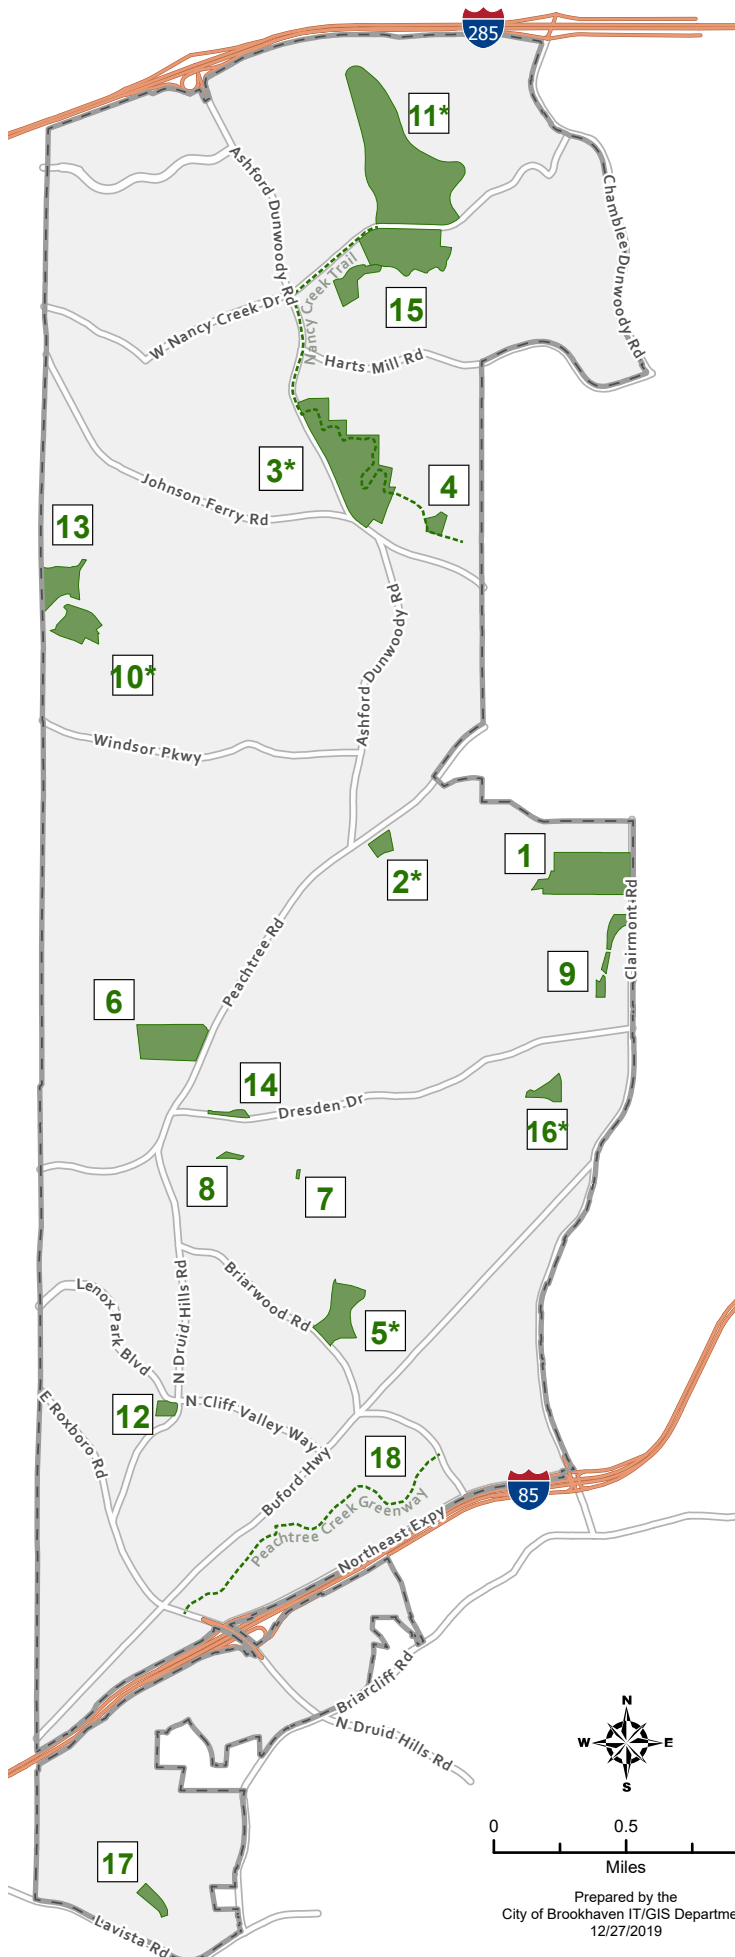 285
11*
Ashford Dunwoody Rd
Chamblee Dunwoody Rd
Nancy Creek Trail
15
W Nancy Creek Dr
Harts Mill Rd
3*
4
Johnson Ferry Rd
13
10*
Ashford Dunwoody Rd
Windsor Pkwy
1
2*
Clairmont Rd
Peachtree Rd
9
6
14
Dresden Dr
16*
8
7
N Druid Hills Rd
Briarwood Rd
Lenox Park Blvd
5*
E Roxboro Rd
12
N Cliff Valley Way
18
Buford Hwy
85
Peachtree Creek Greenway
Northeast Expy
Briarcliff Rd
N Druid Hills Rd
N
W E
S
0 0.5
Miles
17
Lavista Rd
Prepared by the
City of Brookhaven IT/GIS Departme
12/27/2019